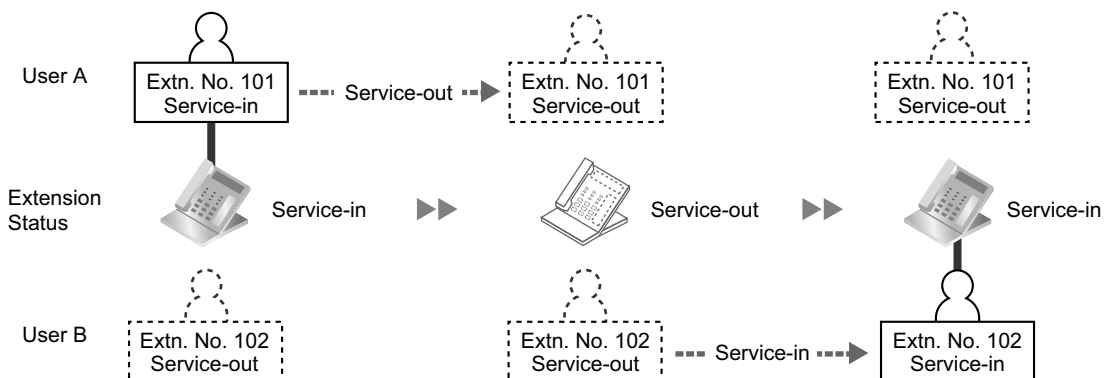 User A
Extn. No. 101
Service-in
Service-out
Extn. No. 101
Service-out
Extn. No. 101
Service-out
Extension
Status
Service-in
Service-out
Service-in
User B
Extn. No. 102
Service-out
Extn. No. 102
Service-out
Service-in
Extn. No. 102
Service-in